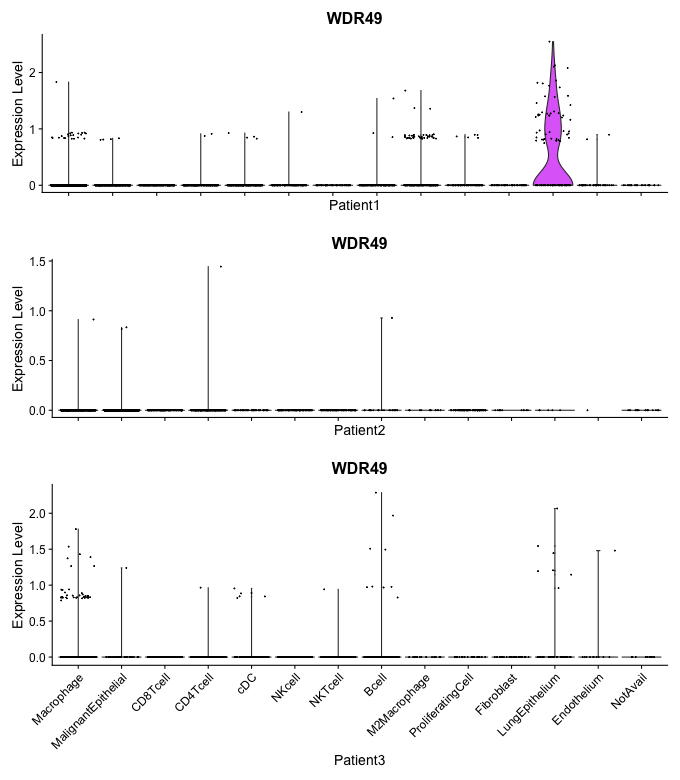 WDR49
Expression Level
2
1
0
Patient1
WDR49
Expression Level
1.5
1.0
0.5
0.0
Patient2
WDR49
Expression Level
2.0
1.5
1.0
0.5
0.0
Macrophage
MalignantEpithelial
CD8Tcell
CD4Tcell
cDC
NKcell
NKTcell
Bcell
M2Macrophage
ProliferatingCell
Fibroblast
LungEpithelium
Endothelium
NotAvail
Patient3